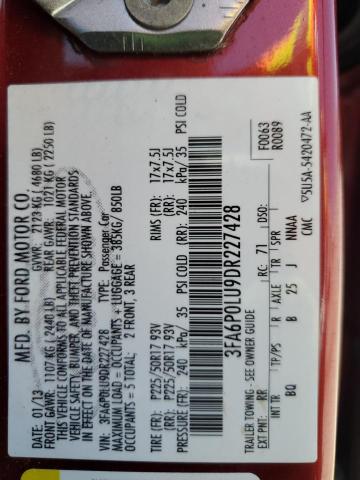 MFD. BY FORD MOTOR CO.
DATE: 01/13 GVWR: 2123 KG ( 4680 LB)
FRONT GAWR: 1107 KG ( 2440 LB) REAR GAWR: 1021 KG ( 2250 LB)
THIS VEHICLE CONFORMS TO ALL APPLICABLE FEDERAL MOTOR
VEHICLE SAFETY, BUMPER, AND THEFT PREVENTION STANDARDS
IN EFFECT ON THE DATE OF MANUFACTURE SHOWN ABOVE.
VIN: 3FA6P0LU9DR227428 Passenger Car
MAXIMUM LOAD = OCCUPANTS + LUGGAGE = 385KG/ 850LB
OCCUPANTS = 5 TOTAL: 2 FRONT, 3 REAR
TIRE (FR): P225/50R17 93V RIMS (FR): 17x7.5J
TIRE (RR): P225/50R17 93V RIMS (RR): 17x7.5J
PRESSURE (FR): 240 kPa/ 35 PSI COLD
(RR): 240 kPa/ 35 PSI COLD
3FA6P0LU9DR227428
F0063
R0089
TRAILER TOWING: - SEE OWNER GUIDE
EXT PNT: RR RC: 71 DSO:
INT TR TP/PS R AXLE TR SPR
BQ B 25 J NNAA
CMC 5U5A-5420472-AA